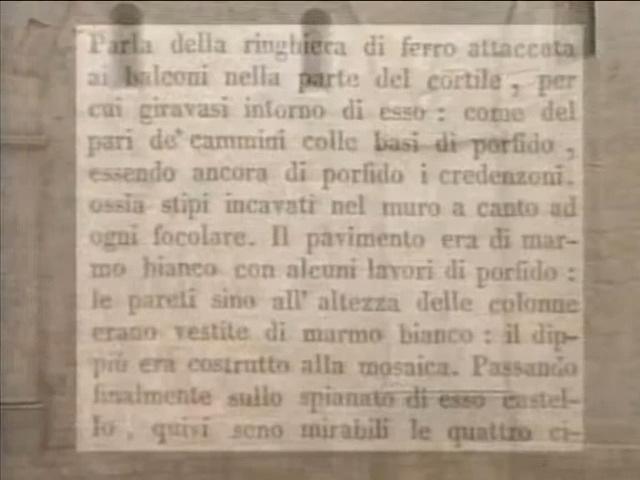 Parla della ringhiera di ferro attaccata
ai balconi nella parte del cortile, per
cui giravasi intorno di esso: come del
pari de' cammini colle basi di porfido,
essendo ancora di porfido i credenzoni.
ossia stipi incavati nel muro a canto ad
ogni focolare. Il pavimento era di mar-
mo bianco con alcuni lavori di porfido:
le pareti sino all' altezza delle colonne
erano vestite di marmo bianco: il dip-
più era costrutto alla mosaica. Passando
finalmente sullo spianato di esso castel-
lo, quivi sono mirabili le quattro ci-